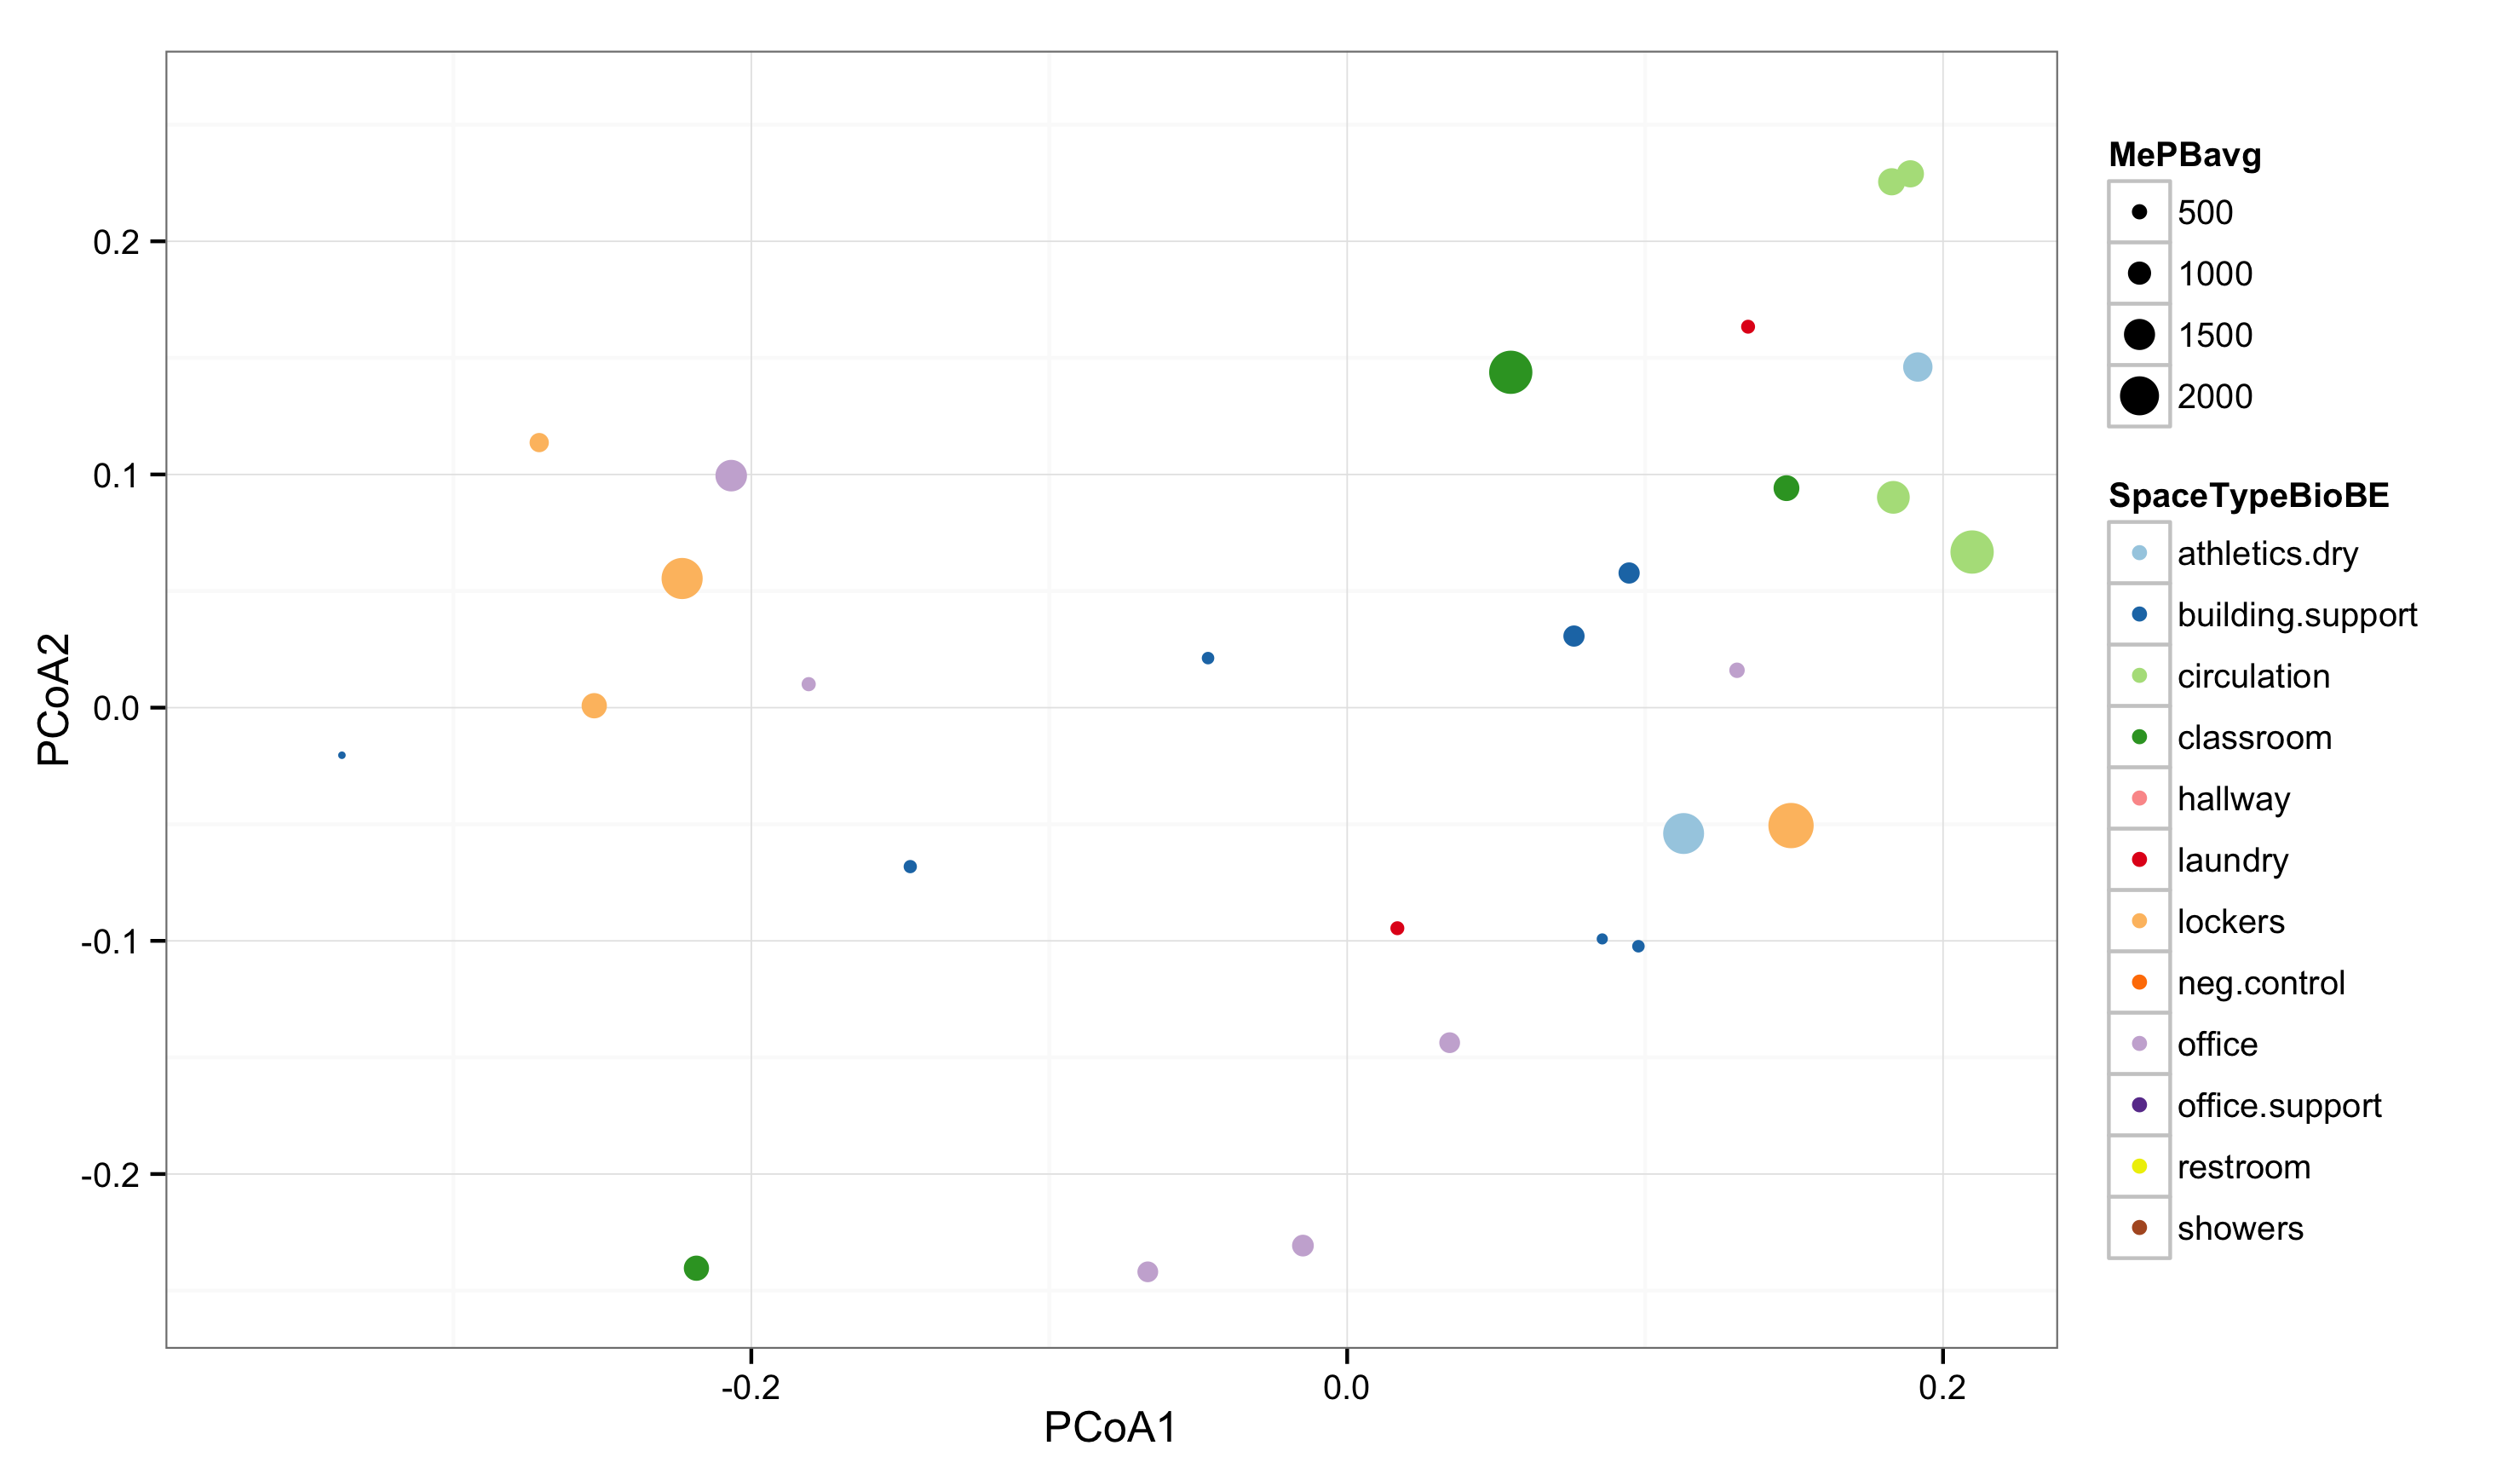 MePBavg
500
1000
1500
2000
SpaceTypeBioBE
athletics.dry
building.support
circulation
classroom
hallway
laundry
lockers
neg.control
office
office.support
restroom
showers
PCoA2
0.2
0.1
0.0
-0.1
-0.2
-0.2
0.0
0.2
PCoA1